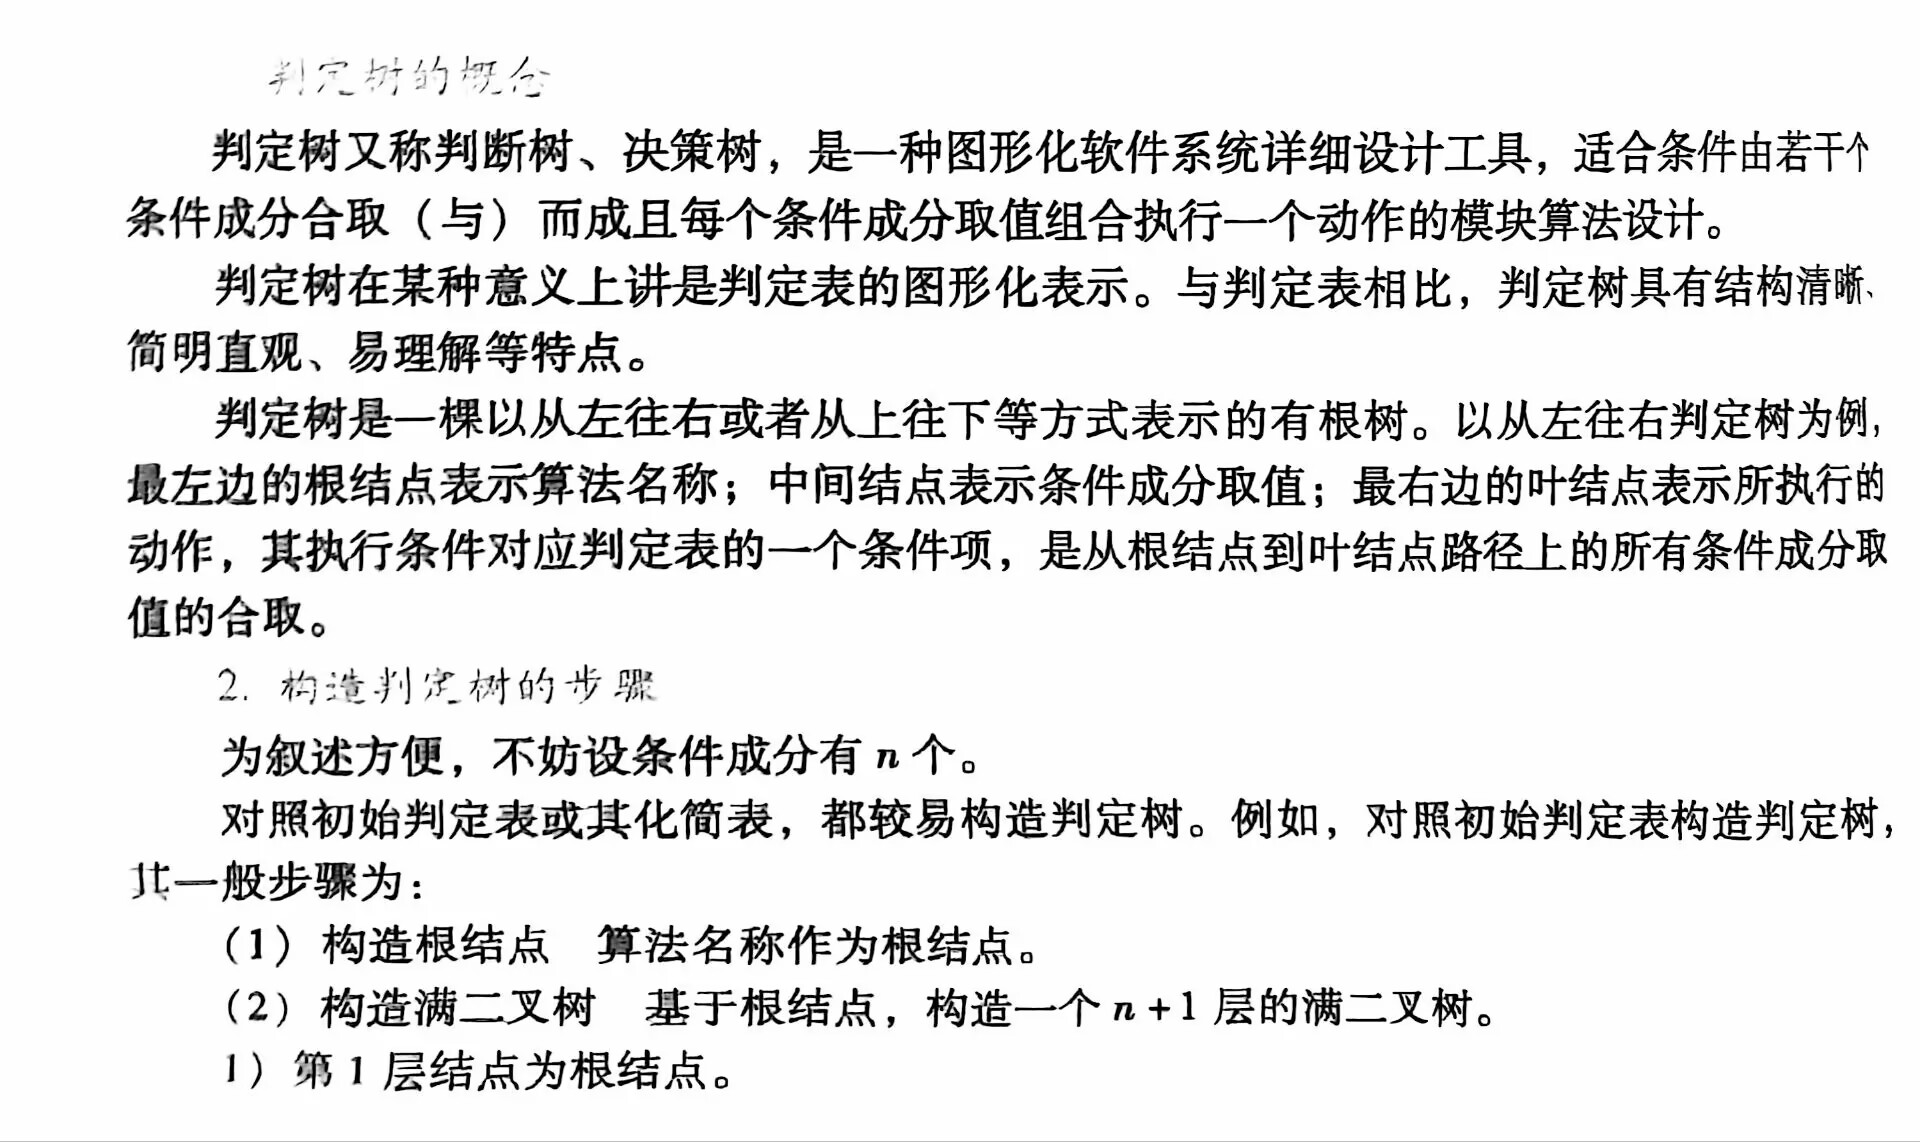 判定树的概念
判定树又称判断树、决策树，是一种图形化软件系统详细设计工具，适合条件由若干个
条件成分合取（与）而成且每个条件成分取值组合执行一个动作的模块算法设计。
判定树在某种意义上讲是判定表的图形化表示。与判定表相比，判定树具有结构清晰、
简明直观、易理解等特点。
判定树是一棵以从左往右或者从上往下等方式表示的有根树。以从左往右判定树为例，
最左边的根结点表示算法名称；中间结点表示条件成分取值；最右边的叶结点表示所执行的
动作，其执行条件对应判定表的一个条件项，是从根结点到叶结点路径上的所有条件成分取
值的合取。
2. 构造判定树的步骤
为叙述方便，不妨设条件成分有 n 个。
对照初始判定表或其化简表，都较易构造判定树。例如，对照初始判定表构造判定树，
其一般步骤为：
（1）构造根结点　算法名称作为根结点。
（2）构造满二叉树　基于根结点，构造一个 n + 1 层的满二叉树。
1）第 1 层结点为根结点。